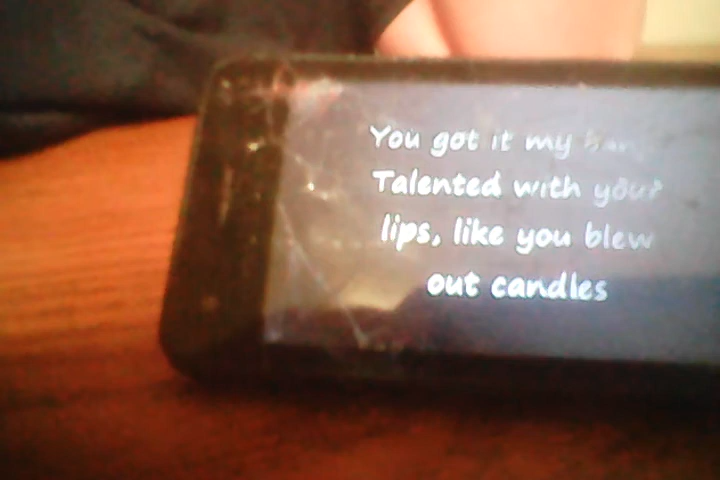 You got it my
Talented with your
lips, like you blew
out candles